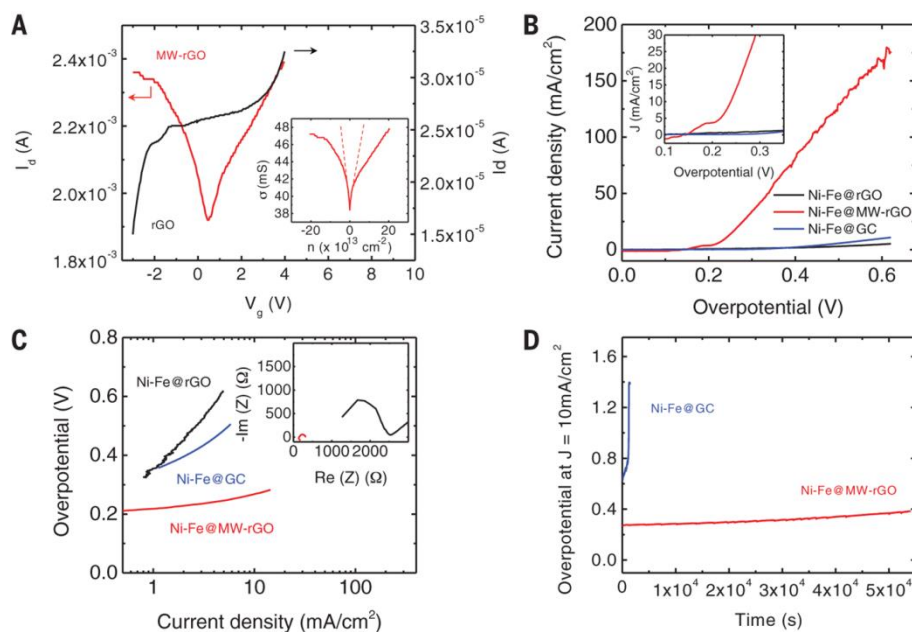 A
MW-rGO
rGO
2.4x10⁻³
2.2x10⁻³
2.0x10⁻³
1.8x10⁻³
I_d (A)
3.5x10⁻⁵
3.0x10⁻⁵
2.5x10⁻⁵
2.0x10⁻⁵
1.5x10⁻⁵
Id (A)
-3 0 3 6 9
V_g (V)
48
46
44
42
40
38
σ (mS)
-20 0 20
n (x 10¹³ cm⁻²)
B
200
150
100
50
0
Current density (mA/cm²)
0.0 0.2 0.4 0.6
Overpotential (V)
30
25
20
15
10
5
0
J (mA/cm²)
0.1 0.2 0.3
Overpotential (V)
Ni-Fe@rGO
Ni-Fe@MW-rGO
Ni-Fe@GC
C
0.8
0.6
0.4
0.2
0.0
Overpotential (V)
1 10 100
Current density (mA/cm²)
Ni-Fe@rGO
Ni-Fe@GC
Ni-Fe@MW-rGO
1500
1000
500
0
-Im (Z) (Ω)
0 1000 2000
Re (Z) (Ω)
D
1.6
1.2
0.8
0.4
0.0
Overpotential at J = 10mA/cm²
Ni-Fe@GC
Ni-Fe@MW-rGO
0 1x10⁴ 2x10⁴ 3x10⁴ 4x10⁴ 5x10⁴
Time (s)